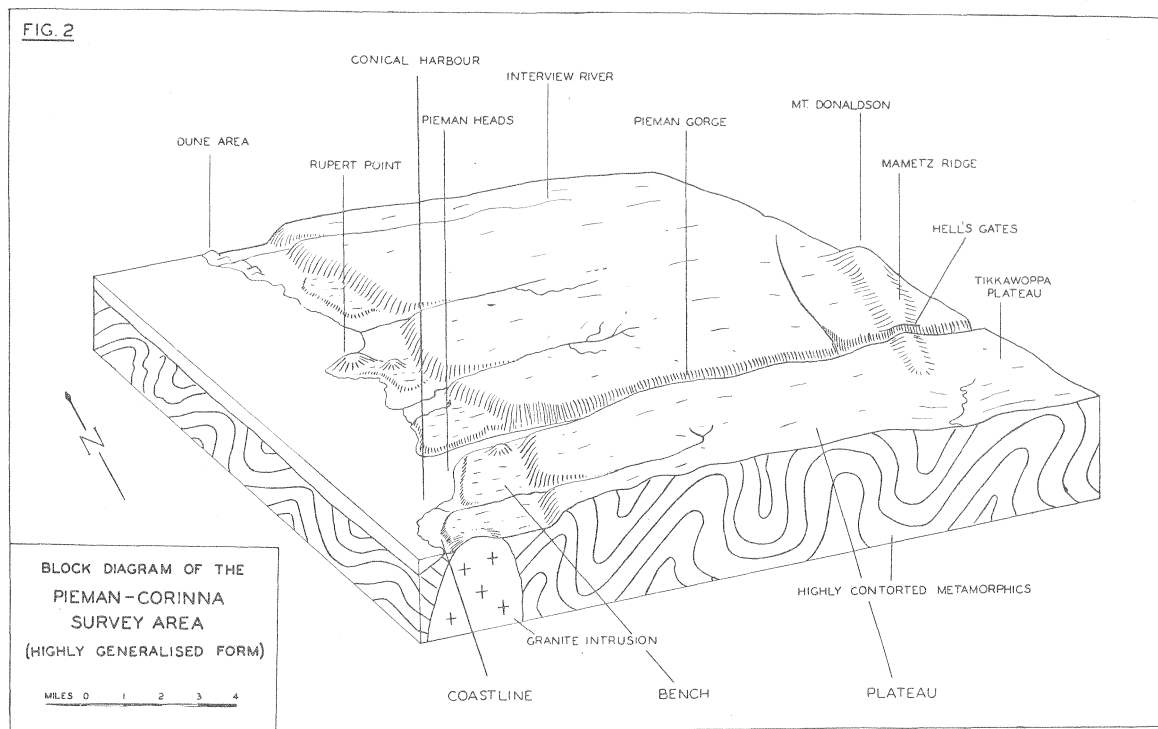 FIG. 2
CONICAL HARBOUR
INTERVIEW RIVER
MT. DONALDSON
PIEMAN HEADS
PIEMAN GORGE
DUNE AREA
RUPERT POINT
MAMETZ RIDGE
HELL'S GATES
TIKKAWOPPA
PLATEAU
N
BLOCK DIAGRAM OF THE
PIEMAN-CORINNA
SURVEY AREA
(HIGHLY GENERALISED FORM)
MILES 0 1 2 3 4
HIGHLY CONTORTED METAMORPHICS
GRANITE INTRUSION
COASTLINE
BENCH
PLATEAU